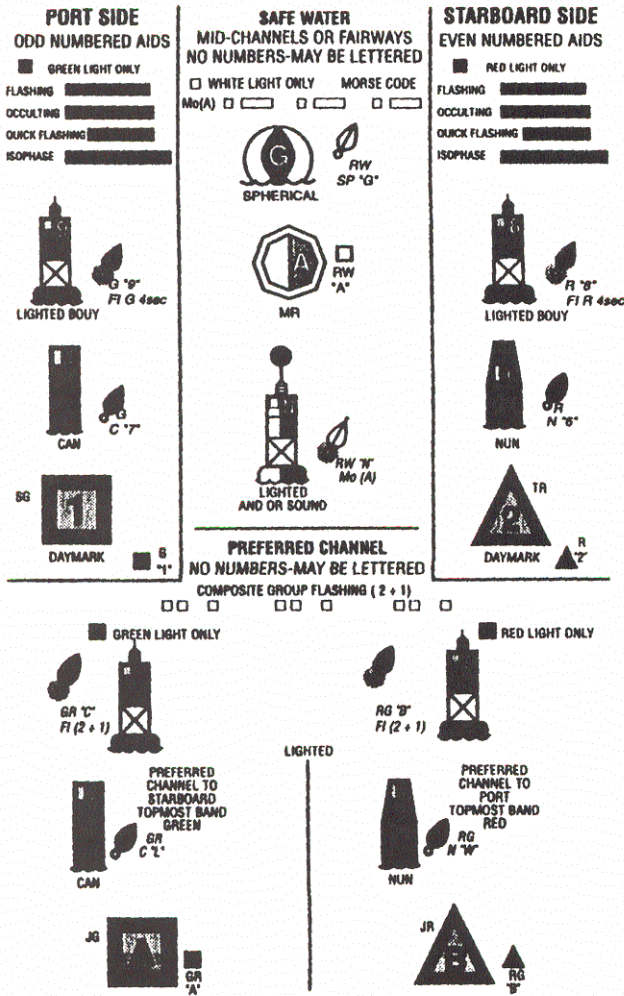 PORT SIDE
ODD NUMBERED AIDS
GREEN LIGHT ONLY
FLASHING
OCCULTING
QUICK FLASHING
ISOPHASE
G "9"
Fl G 4sec
LIGHTED BOUY
G
C "7"
CAN
SG
1
DAYMARK
G
"1"
SAFE WATER
MID-CHANNELS OR FAIRWAYS
NO NUMBERS-MAY BE LETTERED
WHITE LIGHT ONLY MORSE CODE
Mo(A)
G
RW
SP "G"
SPHERICAL
A
RW
"A"
MR
RW "N"
Mo (A)
LIGHTED
AND OR SOUND
STARBOARD SIDE
EVEN NUMBERED AIDS
RED LIGHT ONLY
FLASHING
OCCULTING
QUICK FLASHING
ISOPHASE
Fl R 4sec
LIGHTED BOUY
R
N "6"
NUN
TR
2
DAYMARK
R
"2"
PREFERRED CHANNEL
NO NUMBERS-MAY BE LETTERED
COMPOSITE GROUP FLASHING ( 2 + 1)
GREEN LIGHT ONLY
GR "C"
Fl (2 + 1)
RED LIGHT ONLY
RG "B"
Fl (2 + 1)
LIGHTED
PREFERRED
CHANNEL TO
STARBOARD
TOPMOST BAND
GREEN
GR
C "L"
CAN
PREFERRED
CHANNEL TO
PORT
TOPMOST BAND
RED
RG
N "W"
NUN
JG
A
GR
"A"
JR
B
RG
"B"